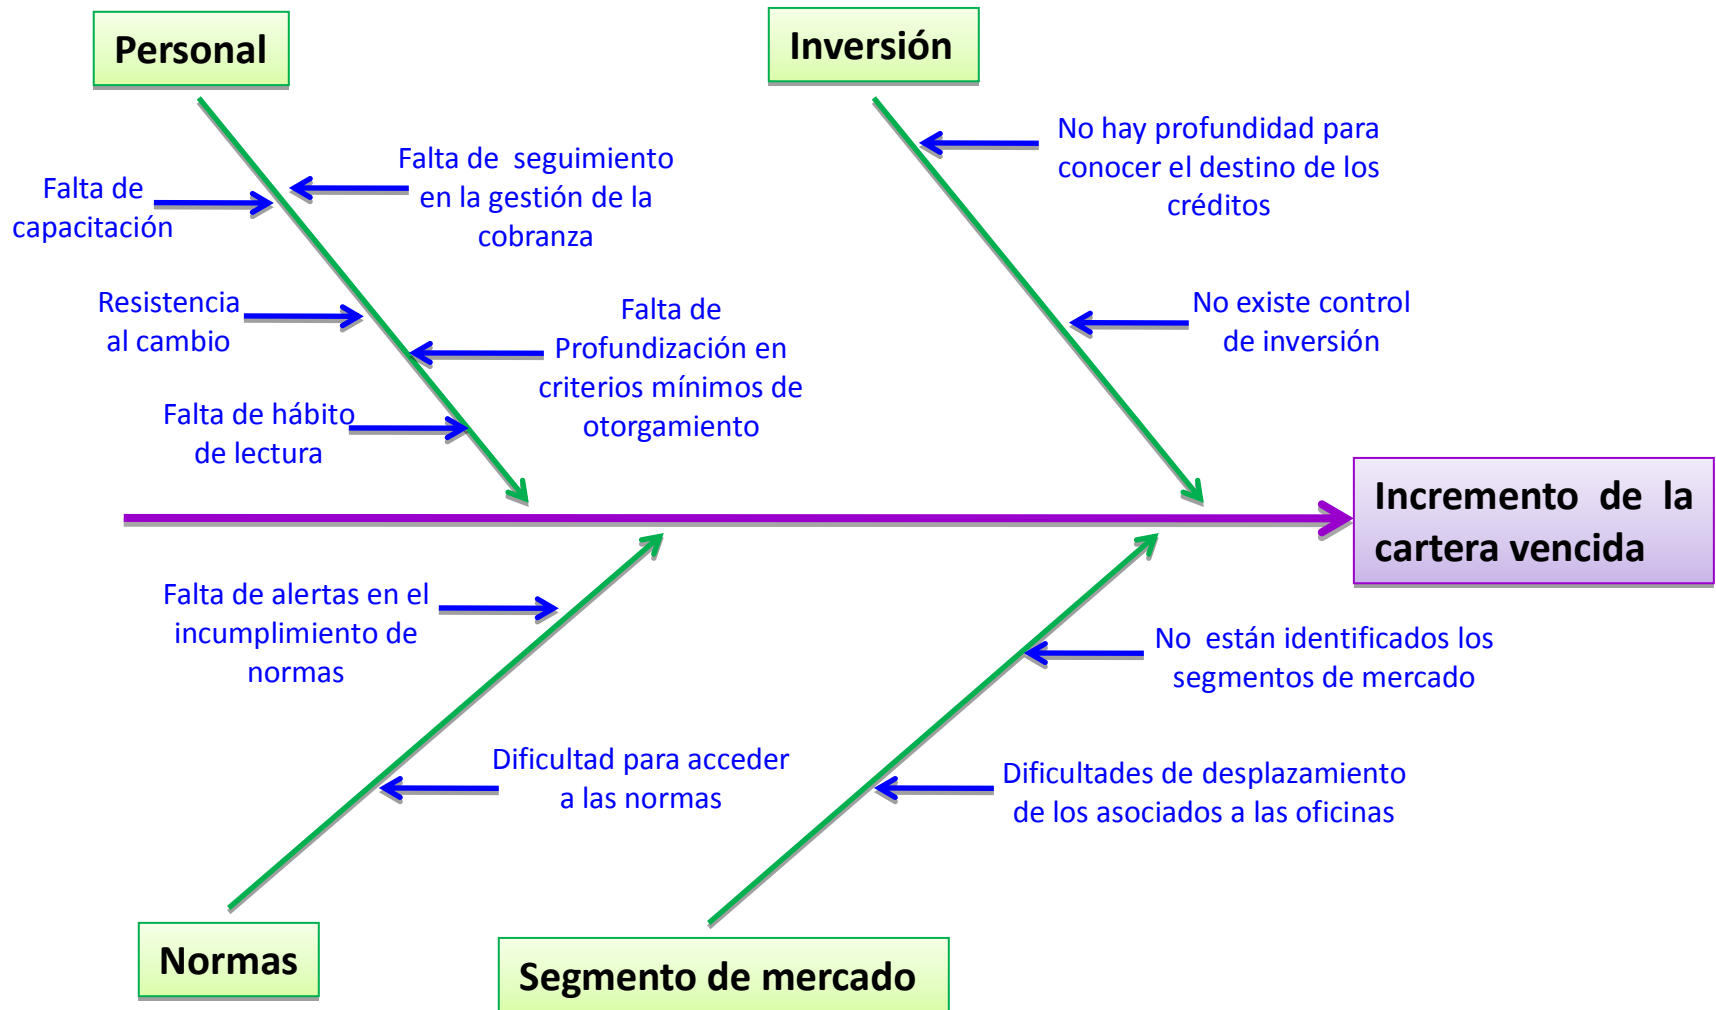 Personal
Inversión
Falta de
capacitación
Falta de  seguimiento
en la gestión de la
cobranza
Resistencia
al cambio
Falta de
Profundización en
criterios mínimos de
otorgamiento
Falta de hábito
de lectura
No hay profundidad para
conocer el destino de los
créditos
No existe control
de inversión
Incremento de la
cartera vencida
Falta de alertas en el
incumplimiento de
normas
Dificultad para acceder
a las normas
No  están identificados los
segmentos de mercado
Dificultades de desplazamiento
de los asociados a las oficinas
Normas
Segmento de mercado